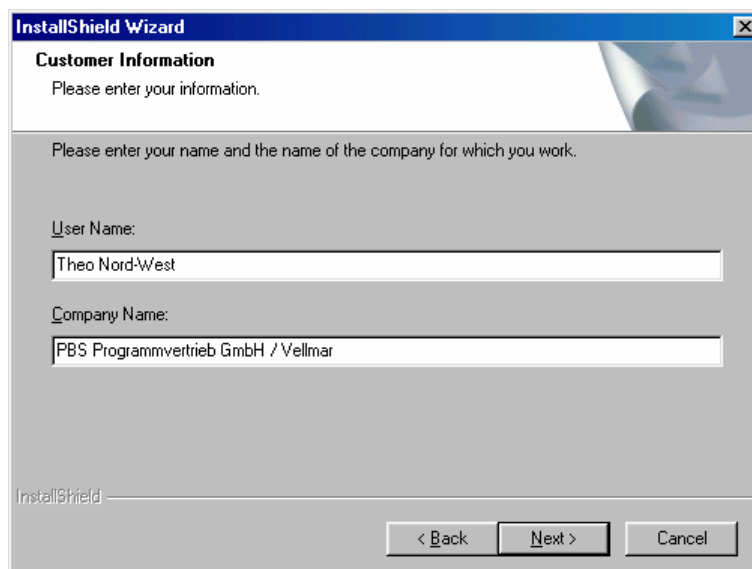 InstallShield Wizard
Customer Information
Please enter your information.
Please enter your name and the name of the company for which you work.
User Name:
Theo Nord-West
Company Name:
PBS Programmvertrieb GmbH / Vellmar
InstallShield
< Back Next > Cancel